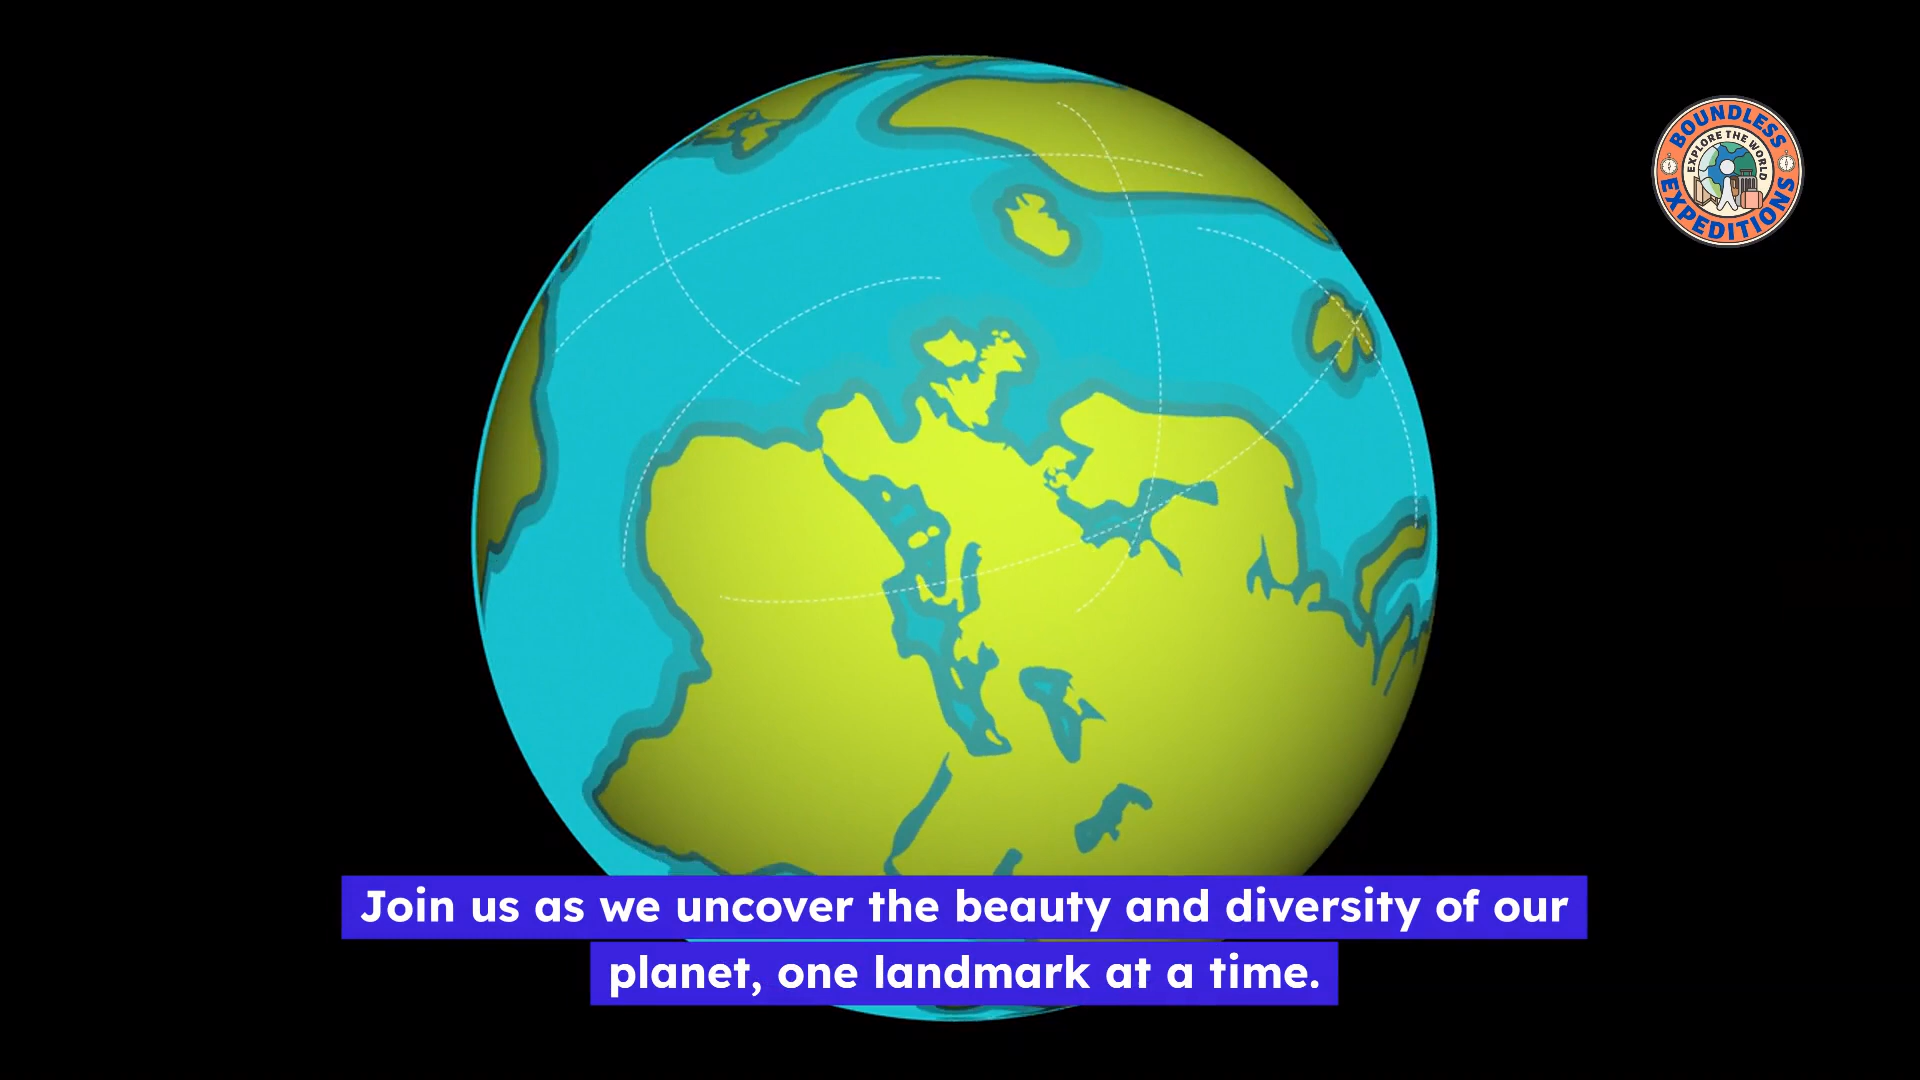 BOUNDLESS
EXPLORE THE WORLD
EXPEDITIONS
Join us as we uncover the beauty and diversity of our
planet, one landmark at a time.